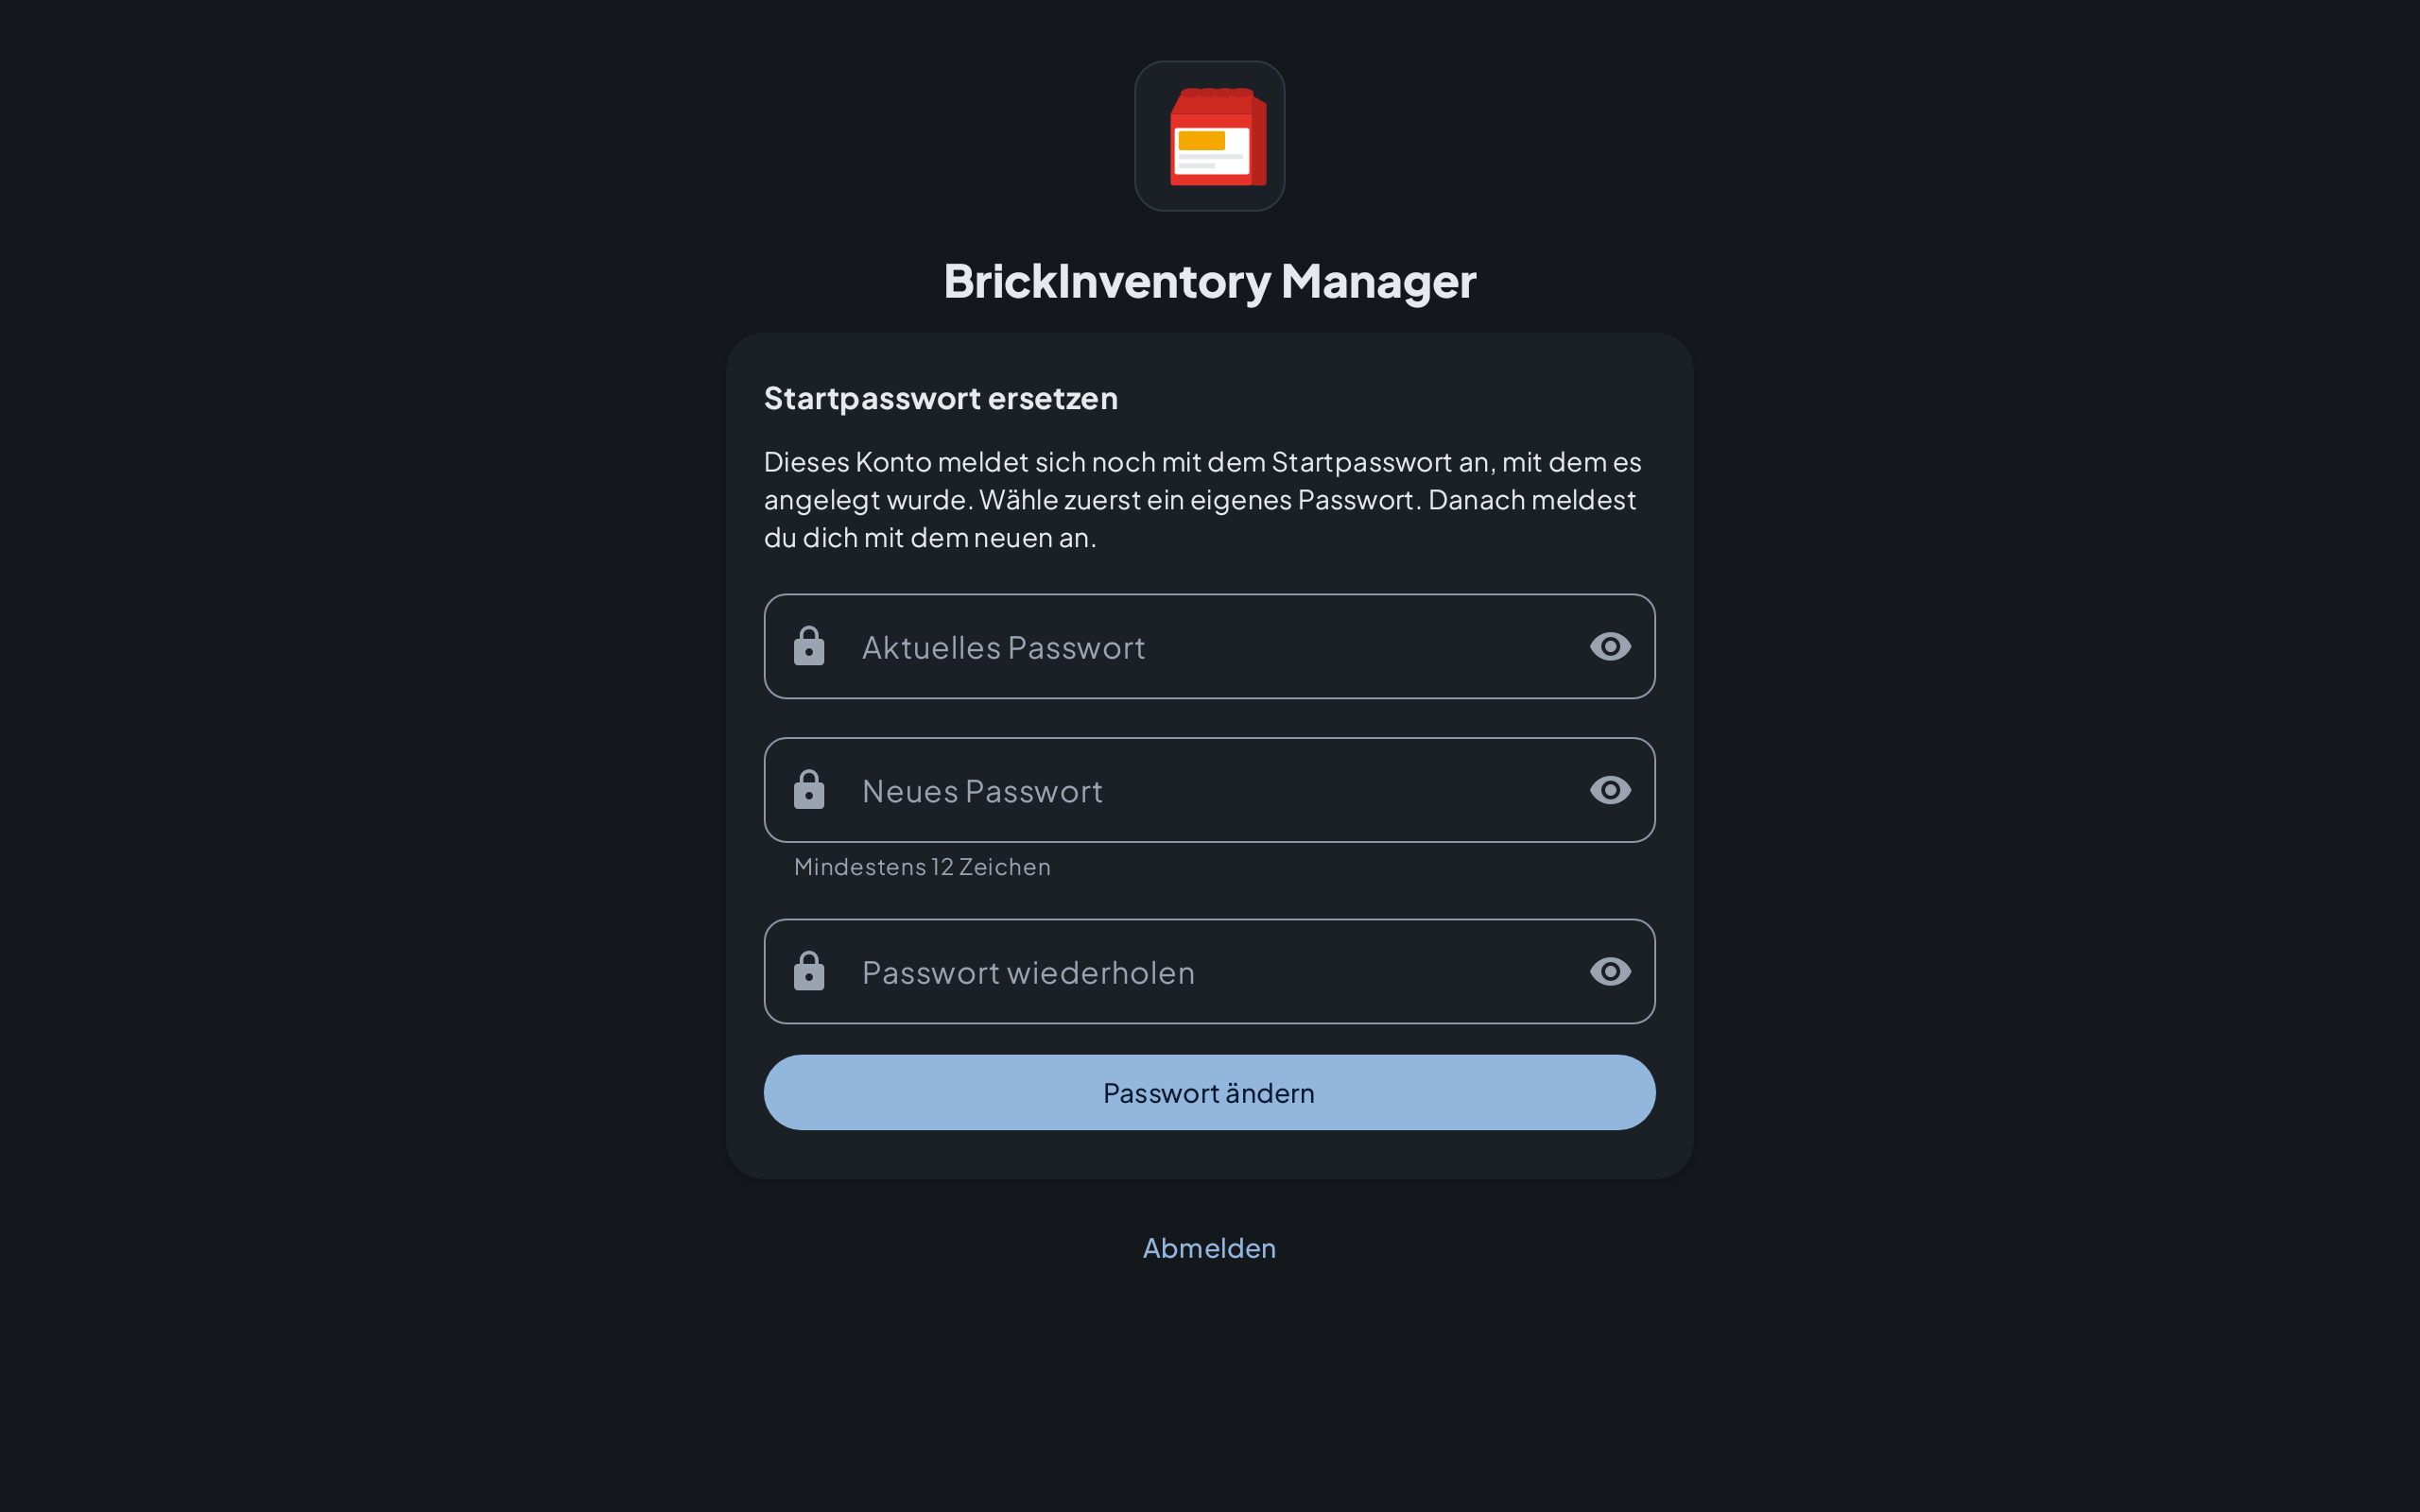 BrickInventory Manager
Startpasswort ersetzen
Dieses Konto meldet sich noch mit dem Startpasswort an, mit dem es
angelegt wurde. Wähle zuerst ein eigenes Passwort. Danach meldest
du dich mit dem neuen an.
Aktuelles Passwort
Neues Passwort
Mindestens 12 Zeichen
Passwort wiederholen
Passwort ändern
Abmelden